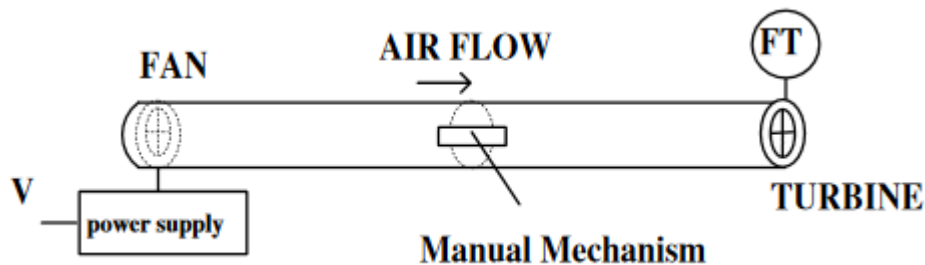 FT
AIR FLOW
FAN
V
power supply
TURBINE
Manual Mechanism